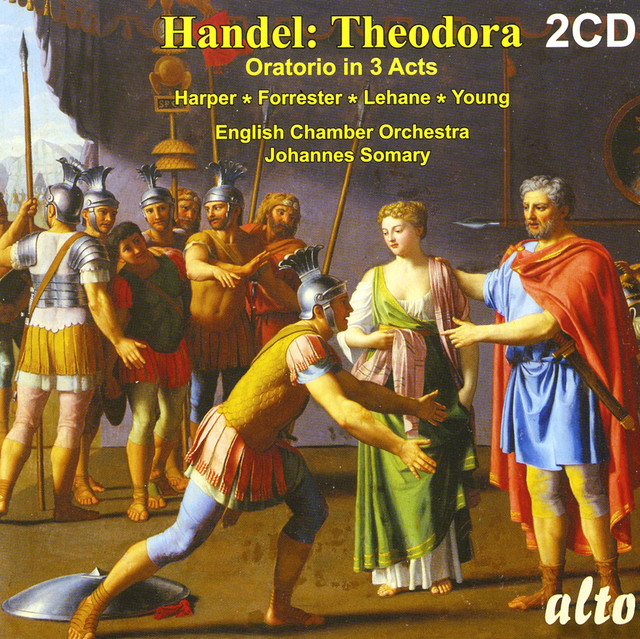 Handel: Theodora 2CD
Oratorio in 3 Acts
Harper * Forrester * Lehane * Young
English Chamber Orchestra
Johannes Somary
alto